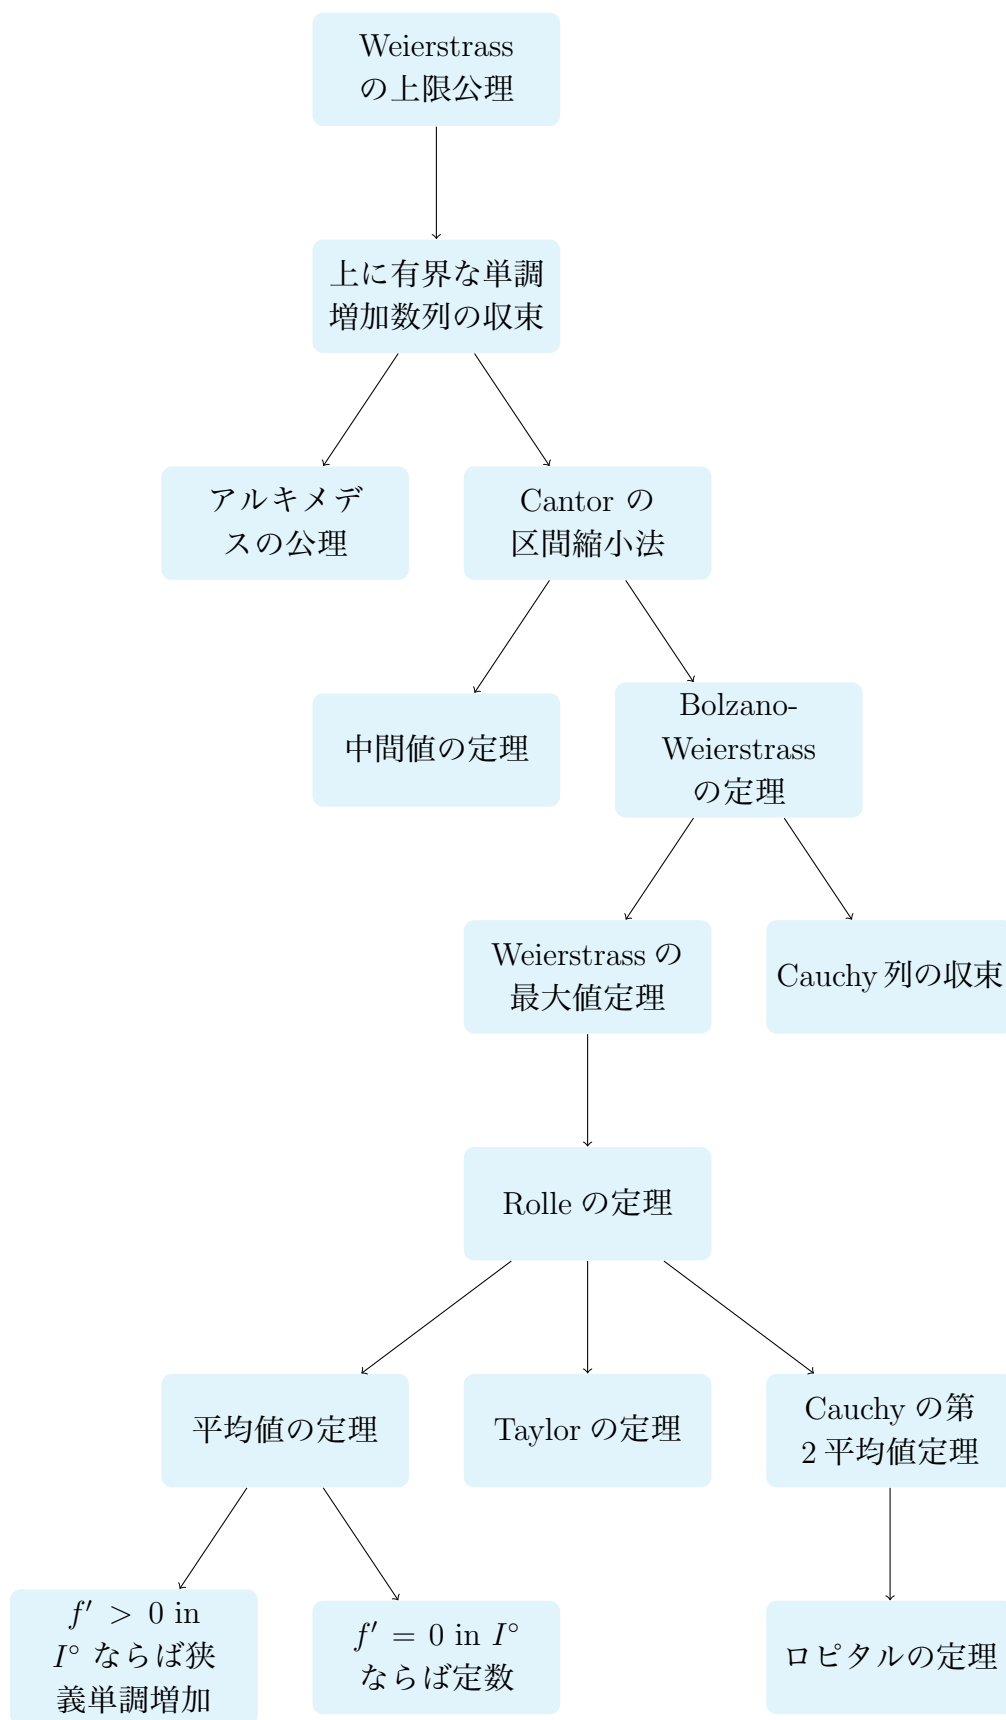 Weierstrass
の上限公理
上に有界な単調
増加数列の収束
アルキメデ
スの公理
Cantor の
区間縮小法
中間値の定理
Bolzano-
Weierstrass
の定理
Weierstrass の
最大値定理
Cauchy 列の収束
Rolle の定理
平均値の定理
Taylor の定理
Cauchy の第
2 平均値定理
f′ > 0 in
I° ならば狭
義単調増加
f′ = 0 in I°
ならば定数
ロピタルの定理